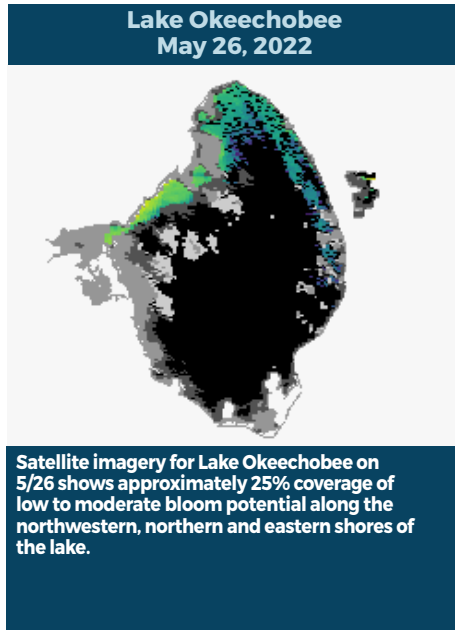 Lake Okeechobee
May 26, 2022
Satellite imagery for Lake Okeechobee on
5/26 shows approximately 25% coverage of
low to moderate bloom potential along the
northwestern, northern and eastern shores of
the lake.